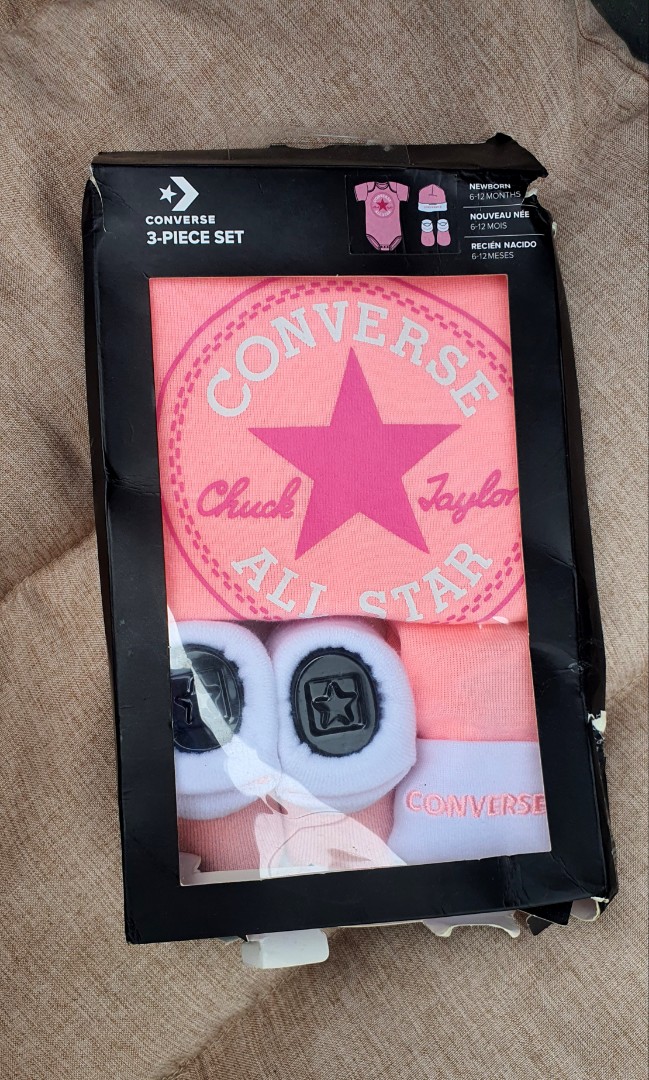 CONVERSE
3-PIECE SET
NEWBORN
6-12 MONTHS
NOUVEAU NÉE
6-12 MOIS
RECIÉN NACIDO
6-12 MESES
CONVERSE
Chuck Taylor
ALL STAR
CONVERSE